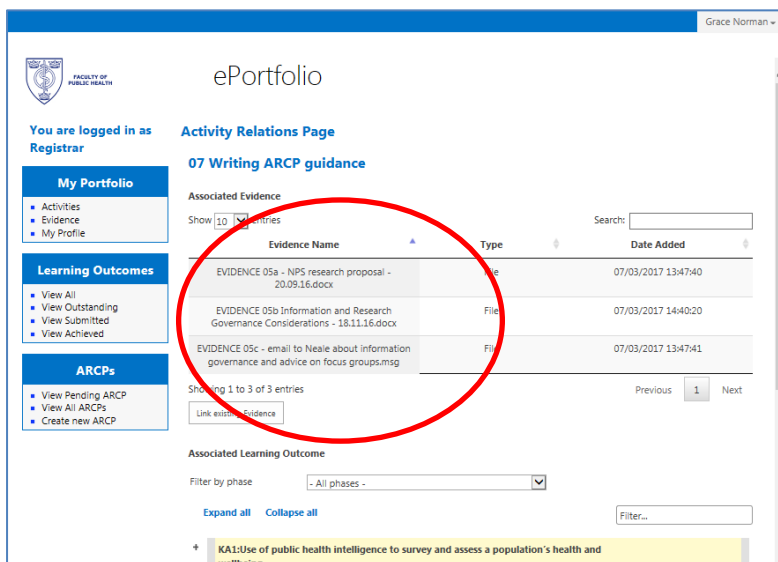 Grace Norman
FACULTY OF
PUBLIC HEALTH
ePortfolio
You are logged in as
Registrar
My Portfolio
Activities
Evidence
My Profile
Learning Outcomes
View All
View Outstanding
View Submitted
View Achieved
ARCPs
View Pending ARCP
View All ARCPs
Create new ARCP
Activity Relations Page
07 Writing ARCP guidance
Associated Evidence
Show 10 entries
Search:
Evidence Name Type Date Added
EVIDENCE 05a - NPS research proposal -
20.09.16.docx
File 07/03/2017 13:47:40
EVIDENCE 05b Information and Research
Governance Considerations - 18.11.16.docx
File 07/03/2017 14:40:20
EVIDENCE 05c - email to Neale about information
governance and advice on focus groups.msg
File 07/03/2017 13:47:41
Showing 1 to 3 of 3 entries
Previous 1 Next
Link existing Evidence
Associated Learning Outcome
Filter by phase - All phases -
Expand all Collapse all
Filter...
+ KA1:Use of public health intelligence to survey and assess a population's health and